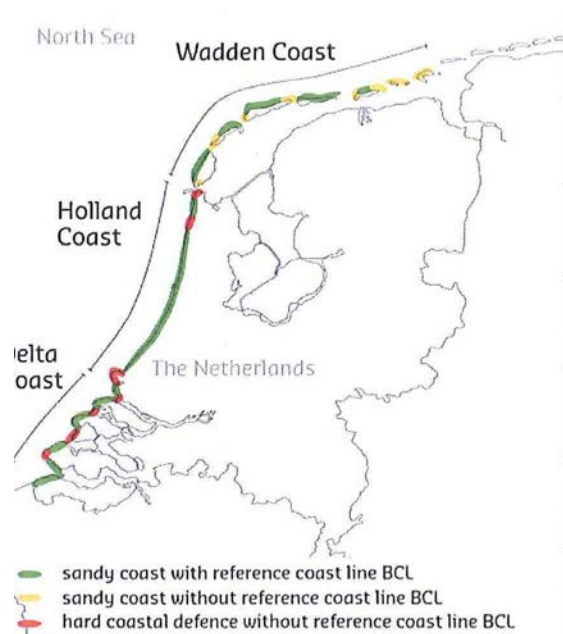 North Sea
Wadden Coast
Holland
Coast
elta
oast
The Netherlands
sandy coast with reference coast line BCL
sandy coast without reference coast line BCL
hard coastal defence without reference coast line BCL